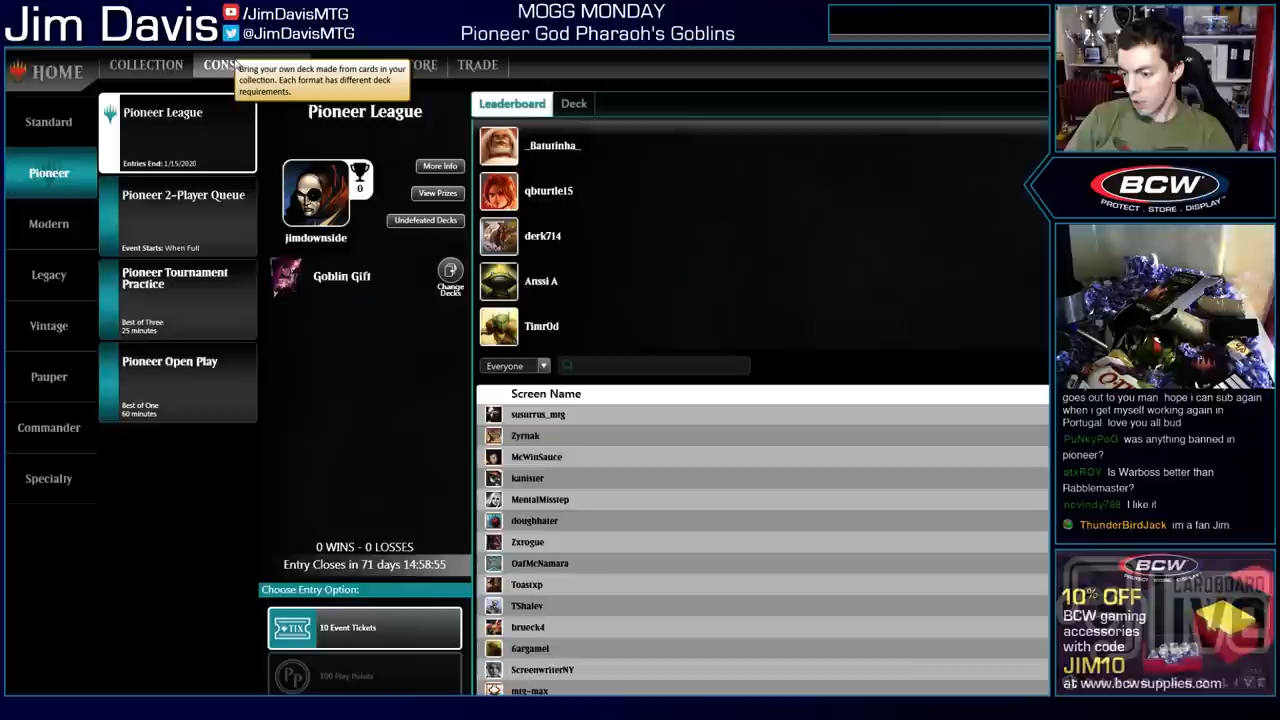 Jim Davis
/JimDavisMTG
@JimDavisMTG
MOGG MONDAY
Pioneer God Pharaoh's Goblins
HOME
COLLECTION
CONS
ORE
TRADE
Bring your own deck made from cards in your
collection. Each format has different deck
requirements.
Standard
Pioneer
Modern
Legacy
Vintage
Pauper
Commander
Specialty
Pioneer League
Entries End: 1/15/2020
Pioneer 2-Player Queue
Event Starts: When Full
Pioneer Tournament
Practice
Best of Three
25 minutes
Pioneer Open Play
Best of One
60 minutes
Pioneer League
0
More Info
View Prizes
Undefeated Decks
jimdownside
Goblin Gift
Change
Decks
0 WINS - 0 LOSSES
Entry Closes in 71 days 14:58:55
Choose Entry Option:
TIX
10 Event Tickets
PP
100 Play Points
Leaderboard
Deck
_Batutinha_
qbturtle15
derk714
Anssi A
Timr0d
Everyone
Screen Name
susurrus_mtg
Zyrnak
McWinSauce
kanister
MentalMisstep
doughhater
Zxrogue
OafMcNamara
Toastxp
TShalev
brueck4
6argamel
ScreenwriterNY
mtg-max
BCW
PROTECT . STORE . DISPLAY
goes out to you man hope i can sub again
when i get myself working again in
Portugal love you all bud
PuNkyPoO was anything banned in
pioneer?
atxROY Is Warboss better than
Rabblemaster?
novindy788 I like it
ThunderBirdJack im a fan Jim
BCW
PROTECT . STORE . DISPLAY
CARDBOARD
LIVE
10% OFF
BCW gaming
accessories
with code
JIM10
at www.bcwsupplies.com